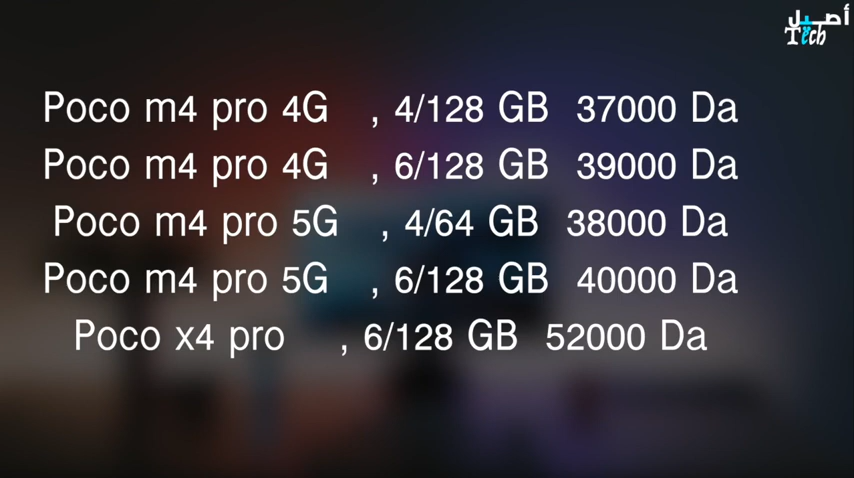 أصيل
Tech
Poco m4 pro 4G , 4/128 GB 37000 Da
Poco m4 pro 4G , 6/128 GB 39000 Da
Poco m4 pro 5G , 4/64 GB 38000 Da
Poco m4 pro 5G , 6/128 GB 40000 Da
Poco x4 pro , 6/128 GB 52000 Da